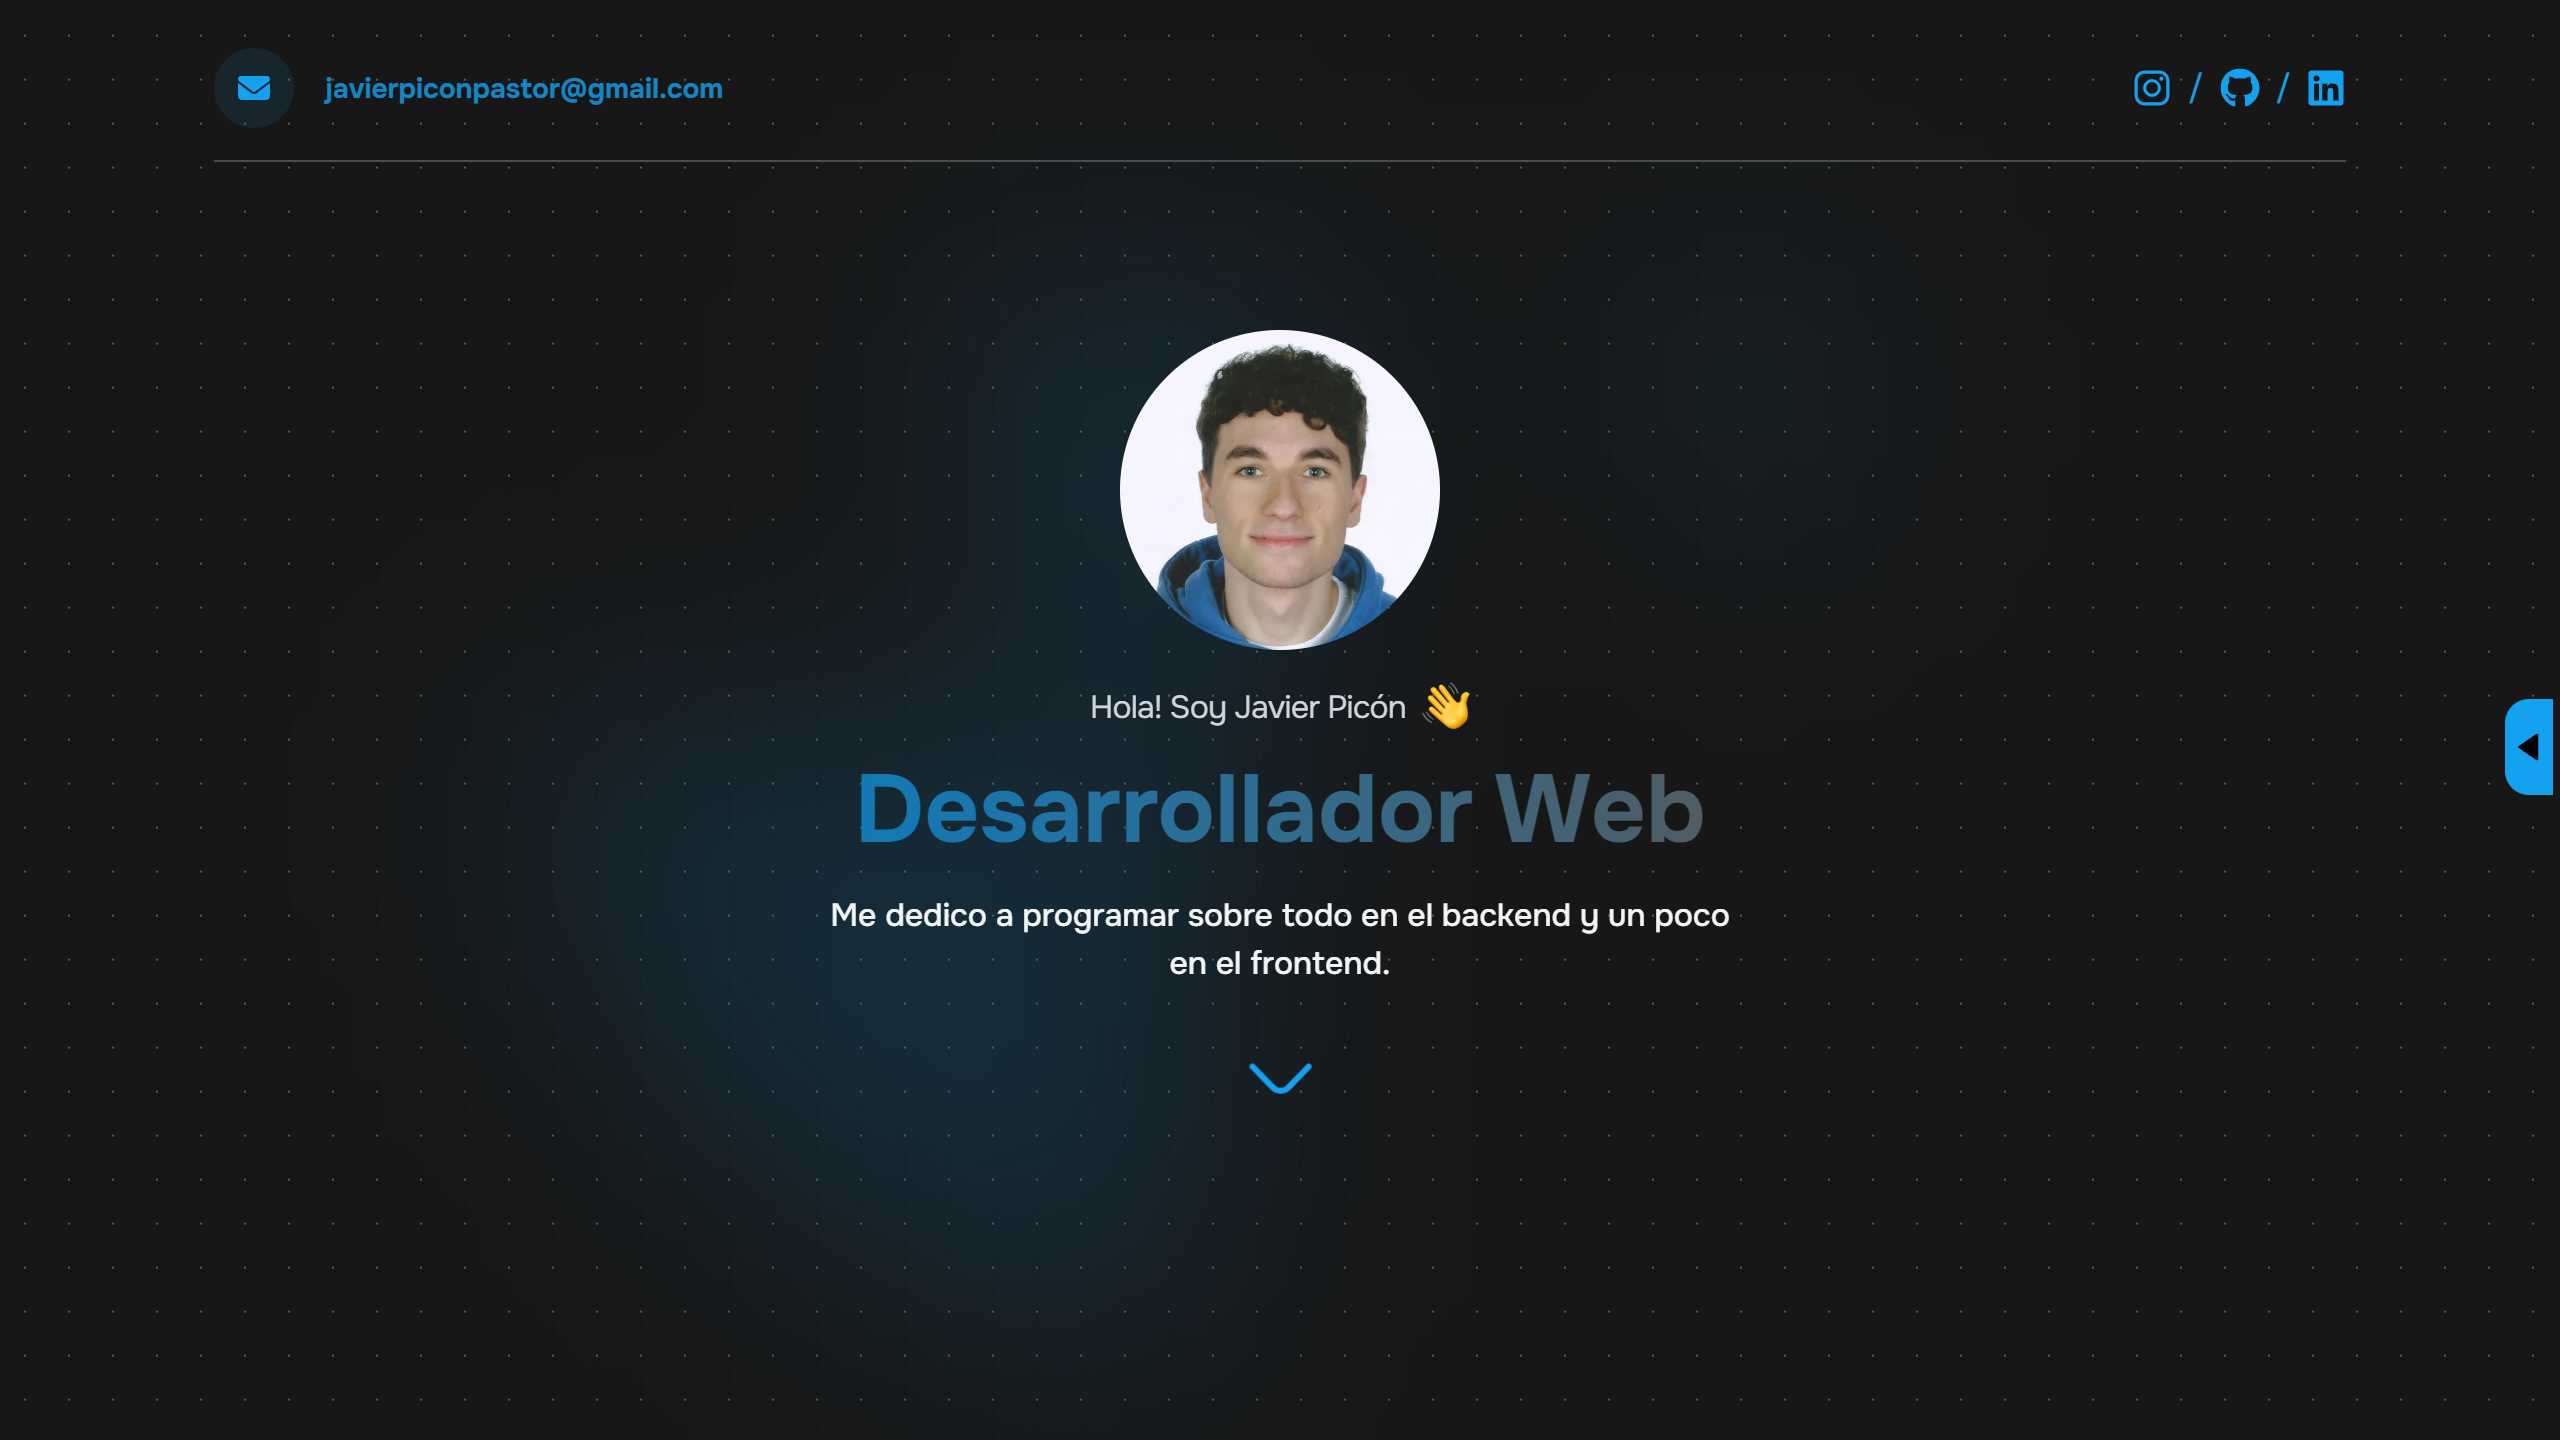 javierpiconpastor@gmail.com
/ /
Hola! Soy Javier Picón 👋
Desarrollador Web
Me dedico a programar sobre todo en el backend y un poco
en el frontend.